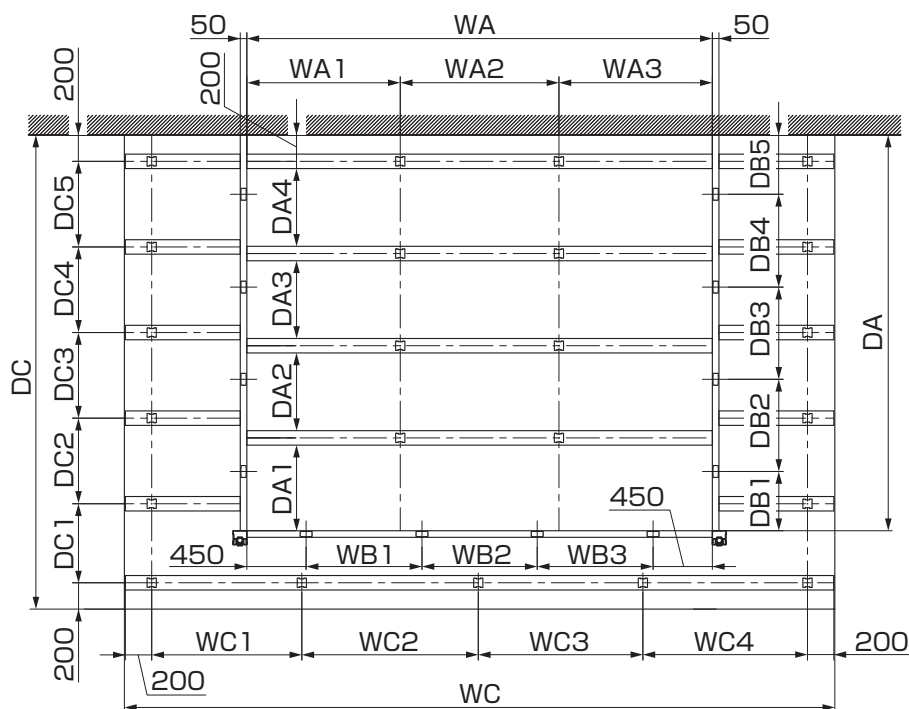 50 WA 50
200 200 WA1 WA2 WA3
DC5 DA4 DB5
DC4 DA3 DB4
DC DC3 DA2 DB3 DA
DC2 DA1 DB2
DC1 450 DB1
450 WB1 WB2 WB3
200 WC1 WC2 WC3 WC4 200
200 WC